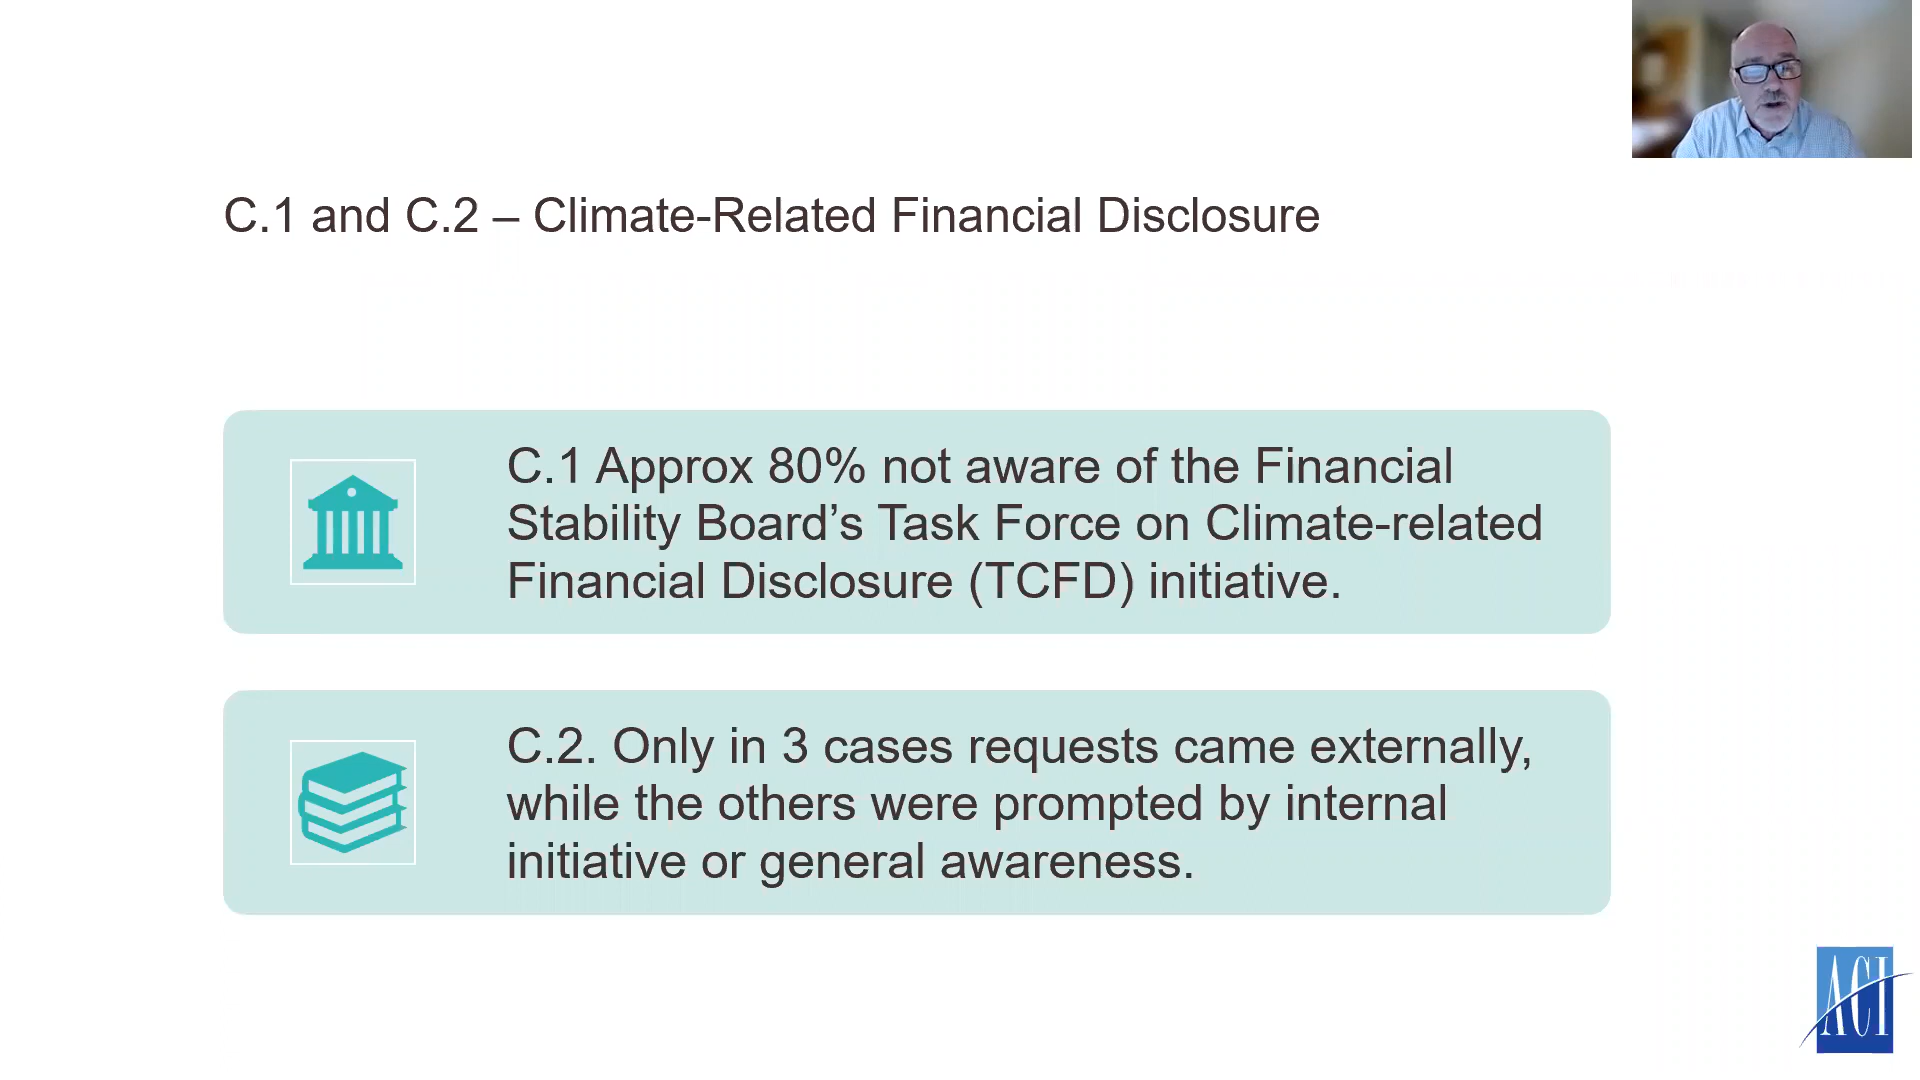 C.1 and C.2 – Climate-Related Financial Disclosure
C.1 Approx 80% not aware of the Financial
Stability Board’s Task Force on Climate-related
Financial Disclosure (TCFD) initiative.
C.2. Only in 3 cases requests came externally,
while the others were prompted by internal
initiative or general awareness.
ACI